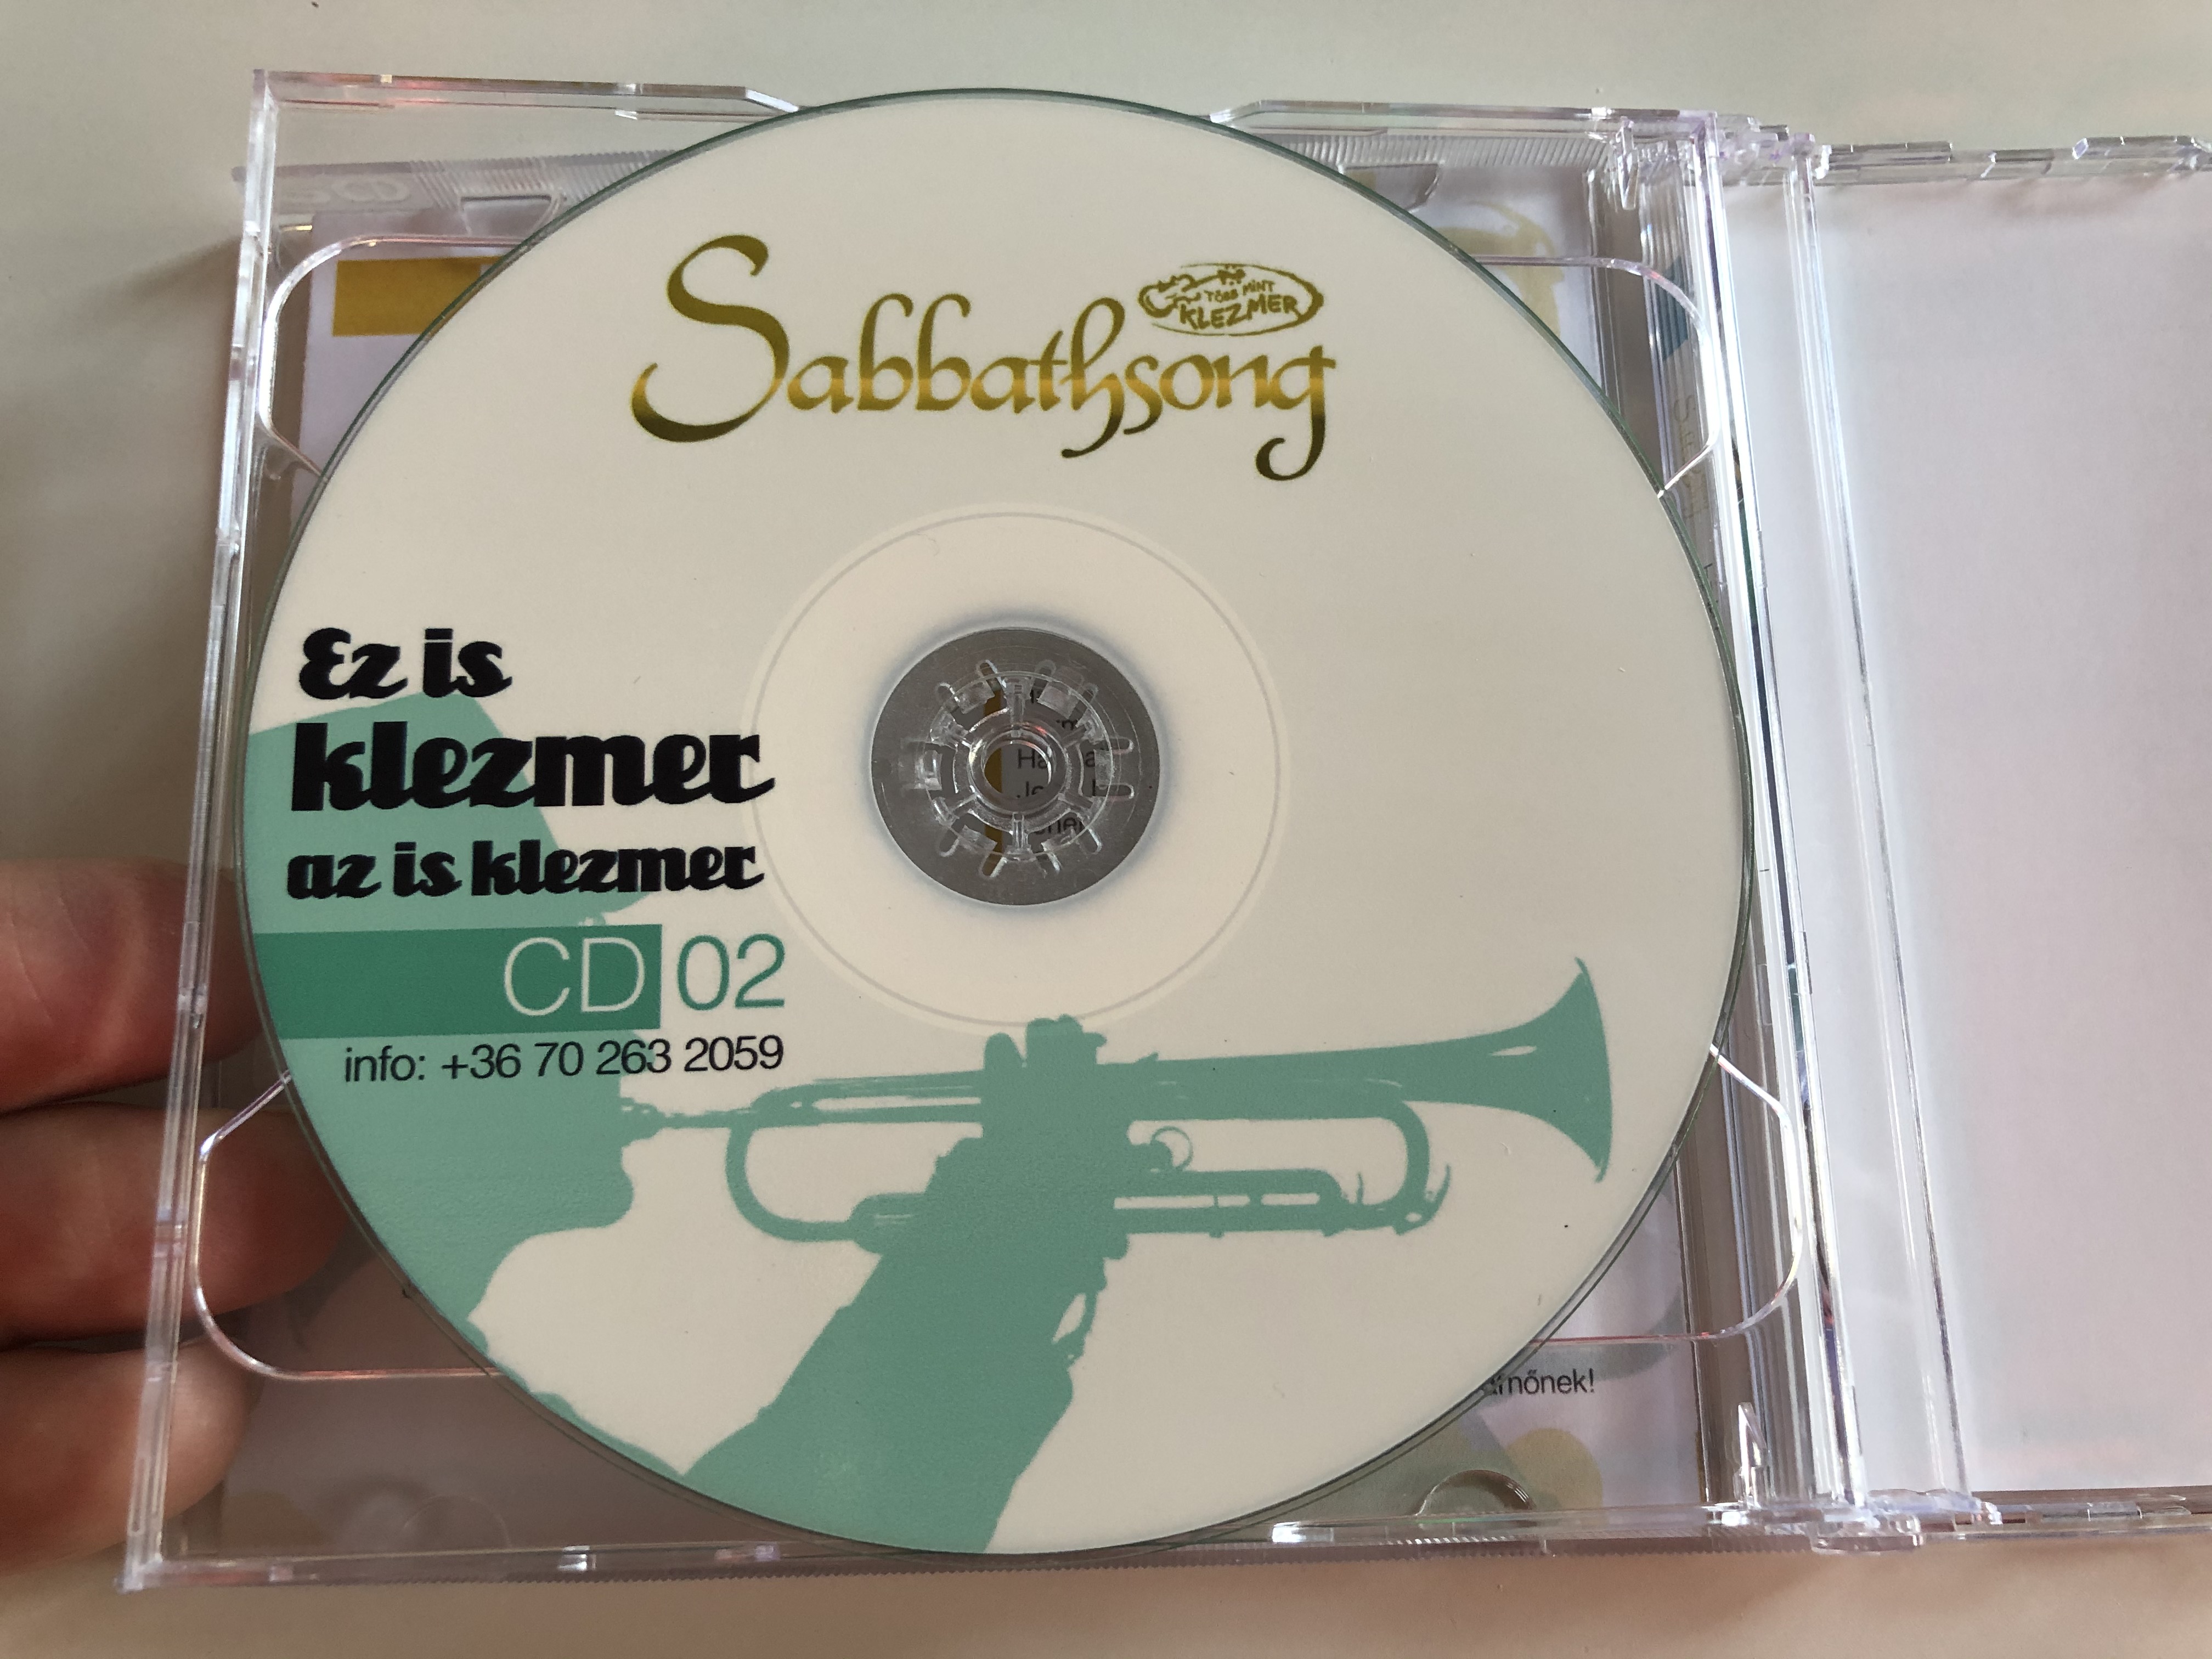 Sabbathsong
TÖBB MINT
KLEZMER
Ez is
klezmer
az is klezmer
CD 02
info: +36 70 263 2059